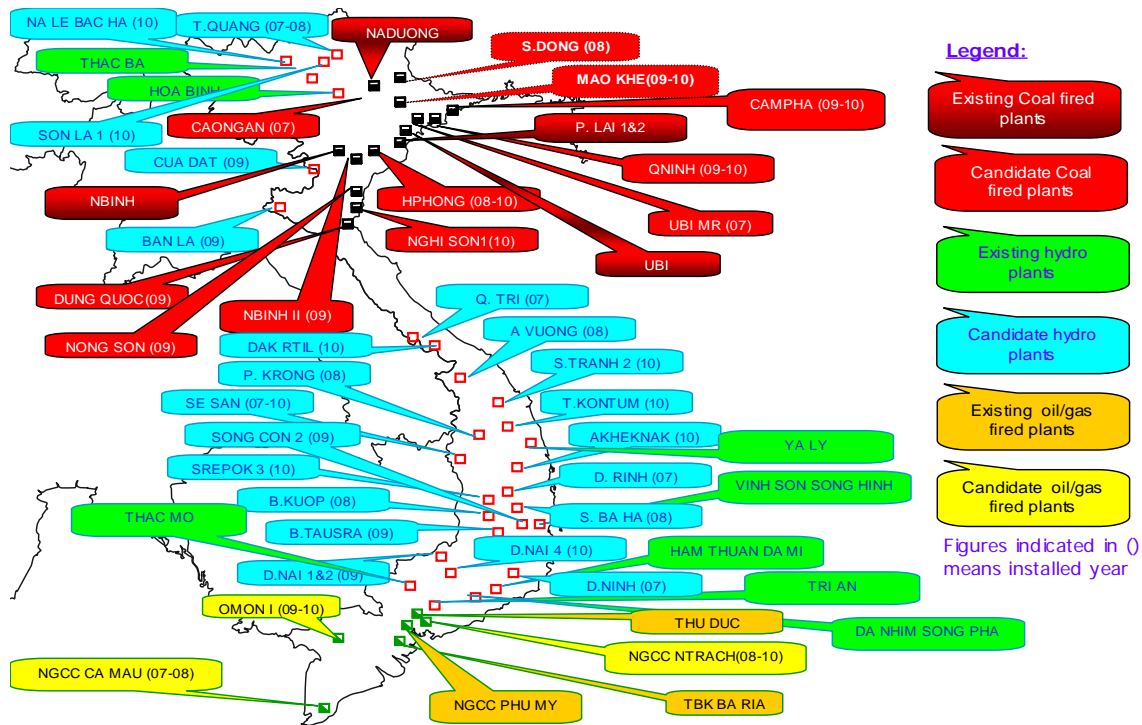 NA LE BAC HA (10)
T.QUANG (07-08)
NADUONG
S.DONG (08)
THAC BA
MAO KHE(09-10)
HOA BINH
CAMPHA (09-10)
CAONGAN (07)
P. LAI 1&2
SON LA 1 (10)
CUA DAT (09)
QNINH (09-10)
NBINH
HPHONG (08-10)
UBI MR (07)
BAN LA (09)
NGHI SON1(10)
UBI
DUNG QUOC(09)
NBINH II (09)
NONG SON (09)
Q. TRI (07)
A VUONG (08)
DAK RTIL (10)
S.TRANH 2 (10)
P. KRONG (08)
SE SAN (07-10)
T.KONTUM (10)
SONG CON 2 (09)
AKHEKNAK (10)
YA LY
SREPOK 3 (10)
D. RINH (07)
VINH SON SONG HINH
B.KUOP (08)
THAC MO
S. BA HA (08)
B.TAUSRA (09)
D.NAI 4 (10)
HAM THUAN DA MI
D.NAI 1&2 (09)
D.NINH (07)
TRI AN
OMON I (09-10)
THU DUC
DA NHIM SONG PHA
NGCC NTRACH(08-10)
NGCC CA MAU (07-08)
NGCC PHU MY
TBK BA RIA
Legend:
Existing Coal fired
plants
Candidate Coal
fired plants
Existing hydro
plants
Candidate hydro
plants
Existing oil/gas
fired plants
Candidate oil/gas
fired plants
Figures indicated in ()
means installed year